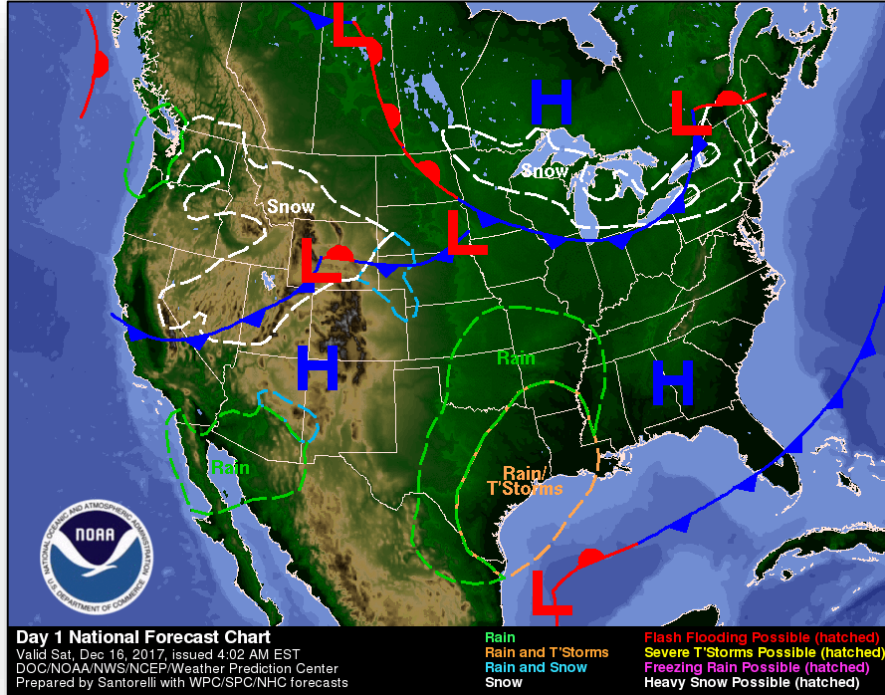 L
H
L
Snow
Snow
L
L
H
H
Rain
Rain
Rain/
T'Storms
L
NATIONAL OCEANIC AND ATMOSPHERIC ADMINISTRATION
NOAA
U.S. DEPARTMENT OF COMMERCE
Day 1 National Forecast Chart
Valid Sat, Dec 16, 2017, issued 4:02 AM EST
DOC/NOAA/NWS/NCEP/Weather Prediction Center
Prepared by Santorelli with WPC/SPC/NHC forecasts
Rain
Rain and T'Storms
Rain and Snow
Snow
Flash Flooding Possible (hatched)
Severe T'Storms Possible (hatched)
Freezing Rain Possible (hatched)
Heavy Snow Possible (hatched)